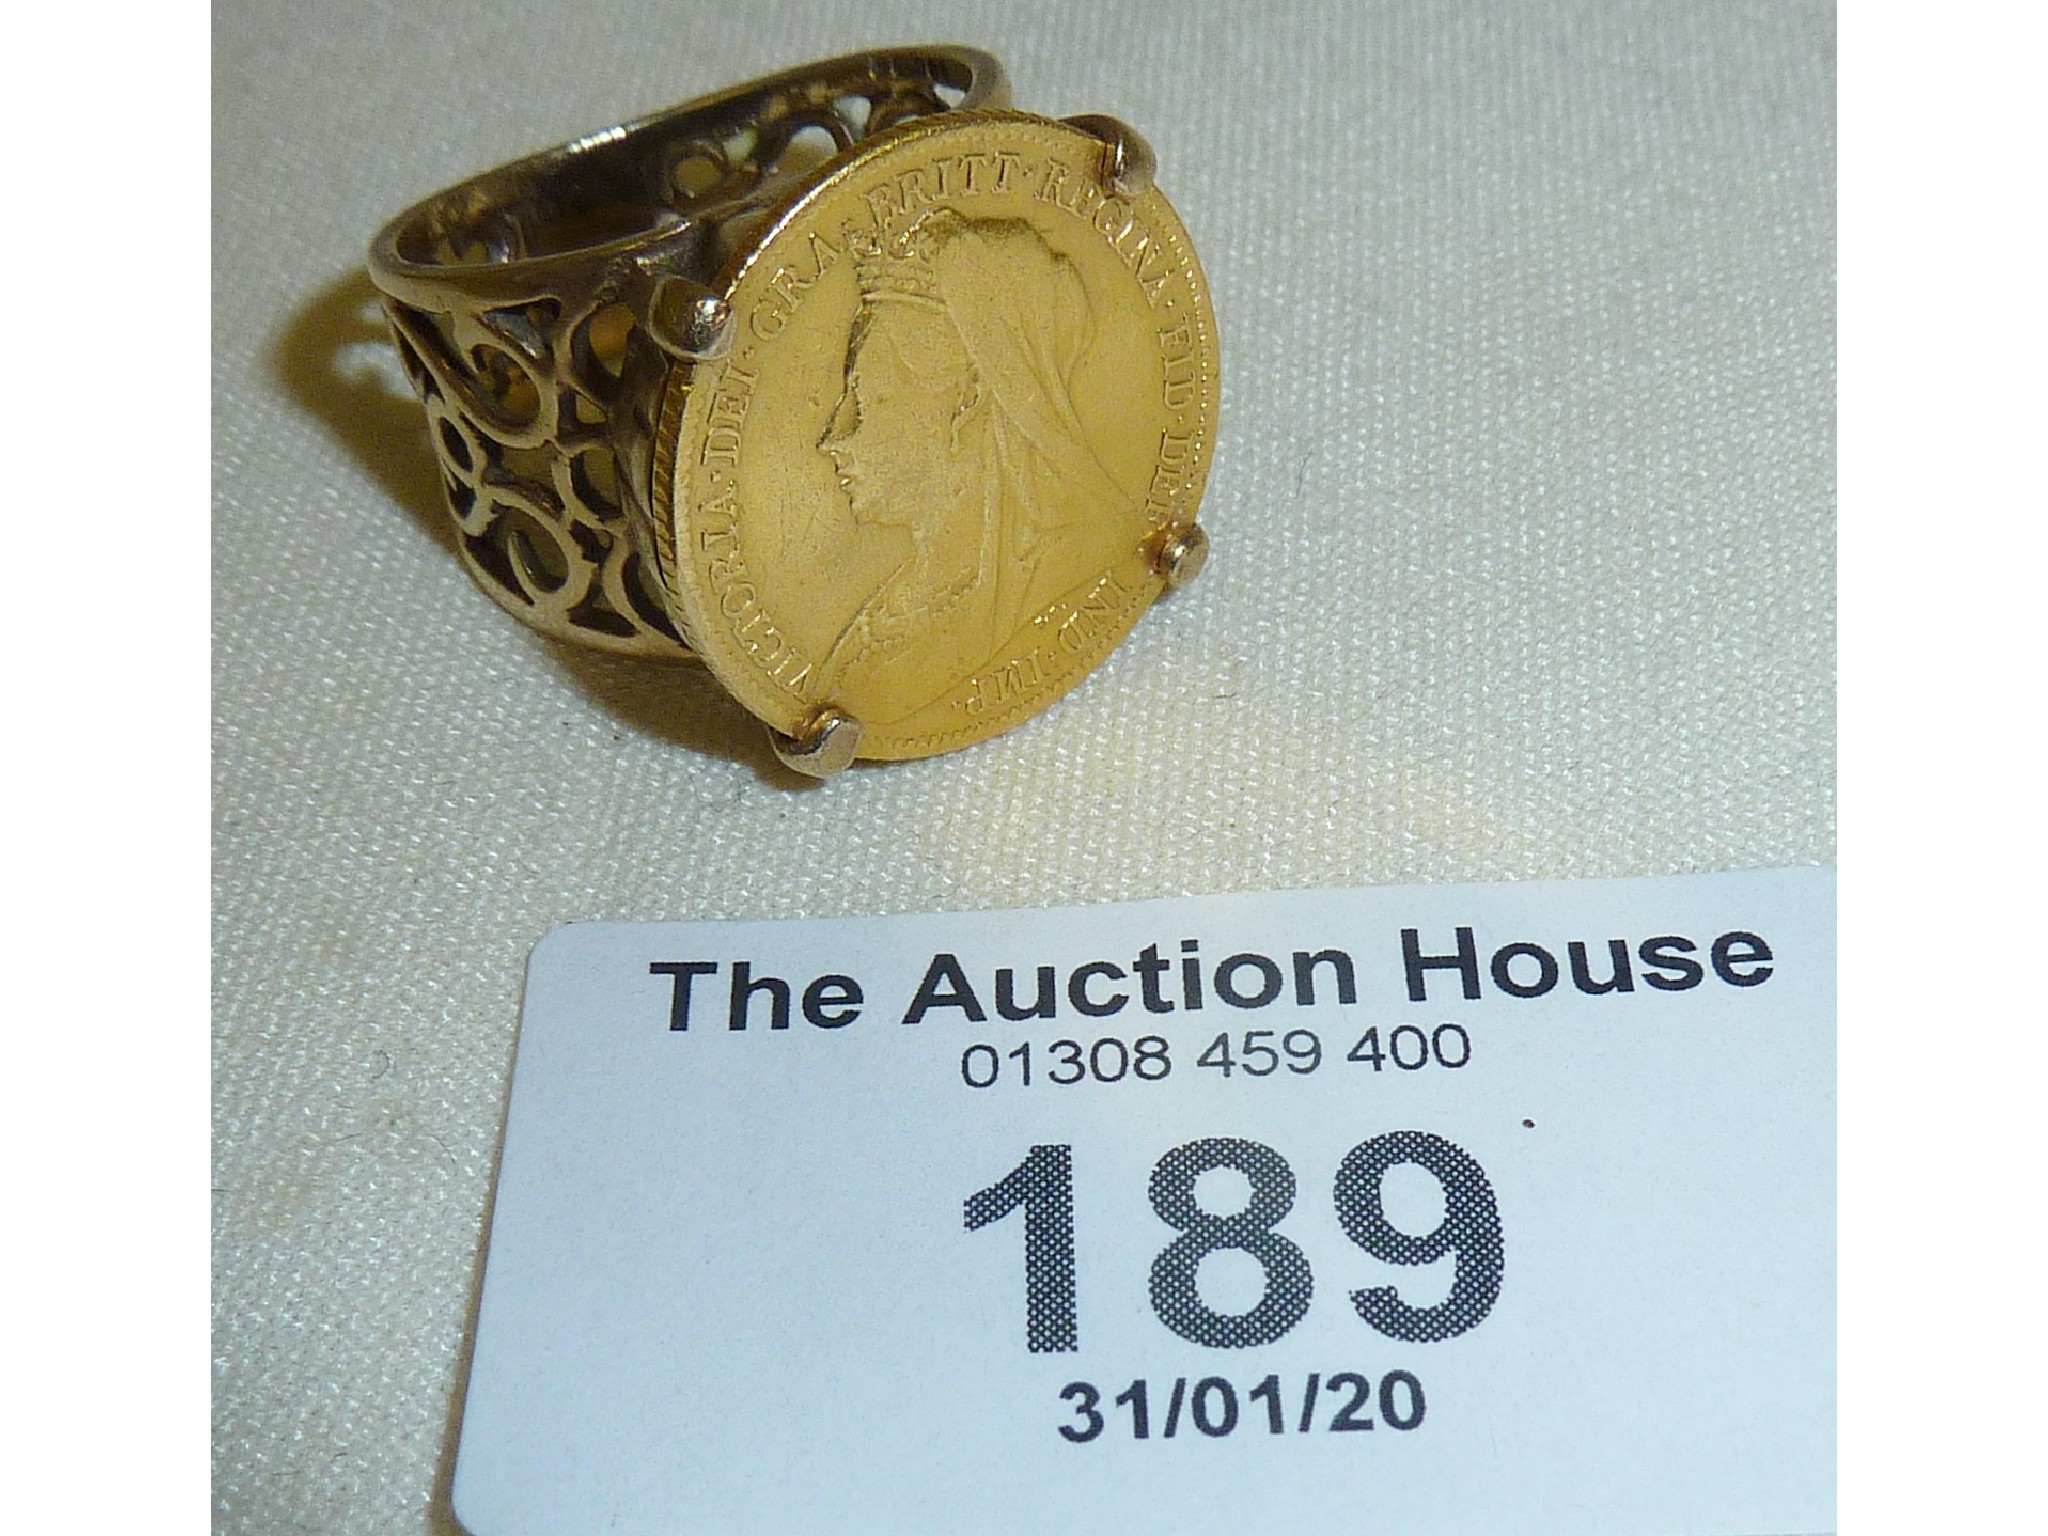 VICTORIA · DEI · GRA · BRITT · REGINA · FID · DEF · IND · IMP.
The Auction House
01308 459 400
189
31/01/20